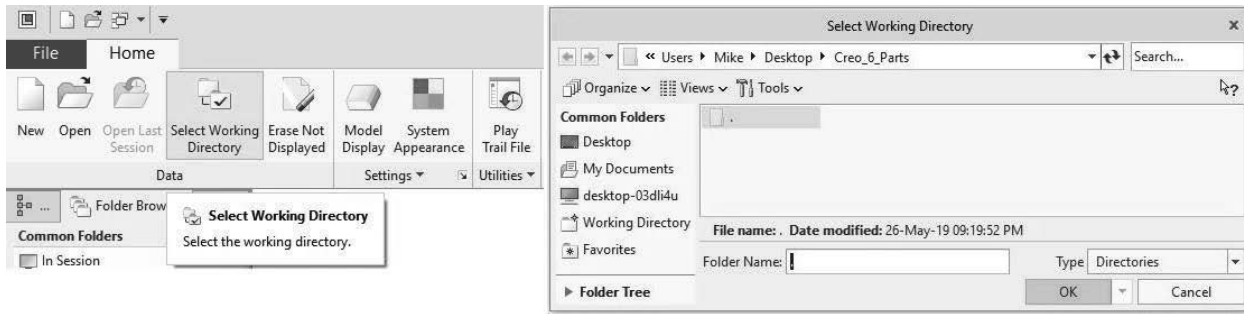 File Home
New Open Open Last Session Select Working Directory Erase Not Displayed Model Display System Appearance Play Trail File
Data Settings Utilities
... Folder Brow
Select Working Directory
Select the working directory.
Common Folders
In Session
Select Working Directory
« Users Mike Desktop Creo_6_Parts Search...
Organize Views Tools
Common Folders
.
Desktop
My Documents
desktop-03dli4u
Working Directory
Favorites
File name: . Date modified: 26-May-19 09:19:52 PM
Folder Name: . Type Directories
Folder Tree
OK Cancel